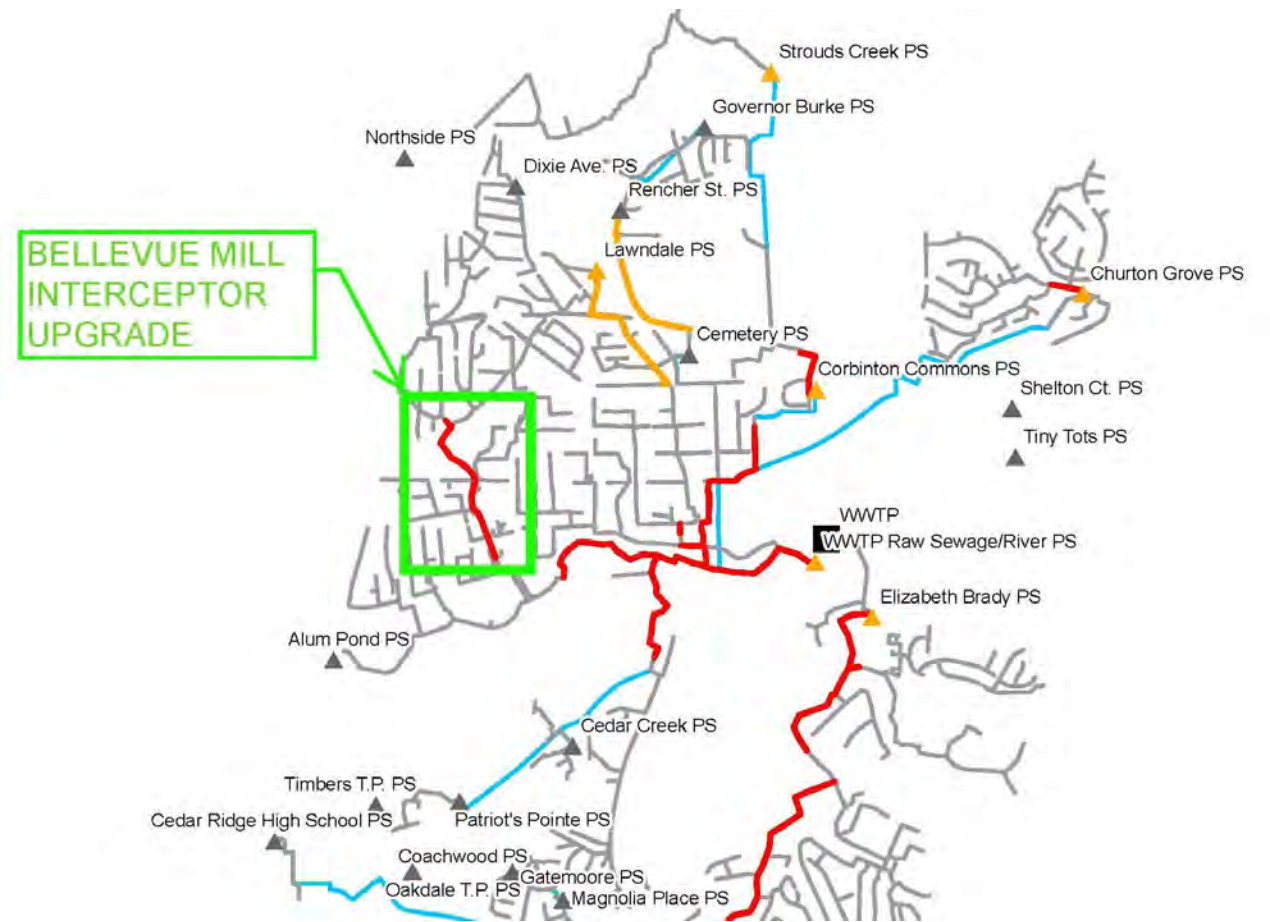 Strouds Creek PS
Governor Burke PS
Northside PS
Dixie Ave. PS
Rencher St. PS
BELLEVUE MILL
INTERCEPTOR
UPGRADE
Lawndale PS
Churton Grove PS
Cemetery PS
Corbinton Commons PS
Shelton Ct. PS
Tiny Tots PS
WWTP
W
WWTP Raw Sewage/River PS
Elizabeth Brady PS
Alum Pond PS
Cedar Creek PS
Timbers T.P. PS
Cedar Ridge High School PS
Patriot's Pointe PS
Coachwood PS
Oakdale T.P. PS
Gatemoore PS
Magnolia Place PS